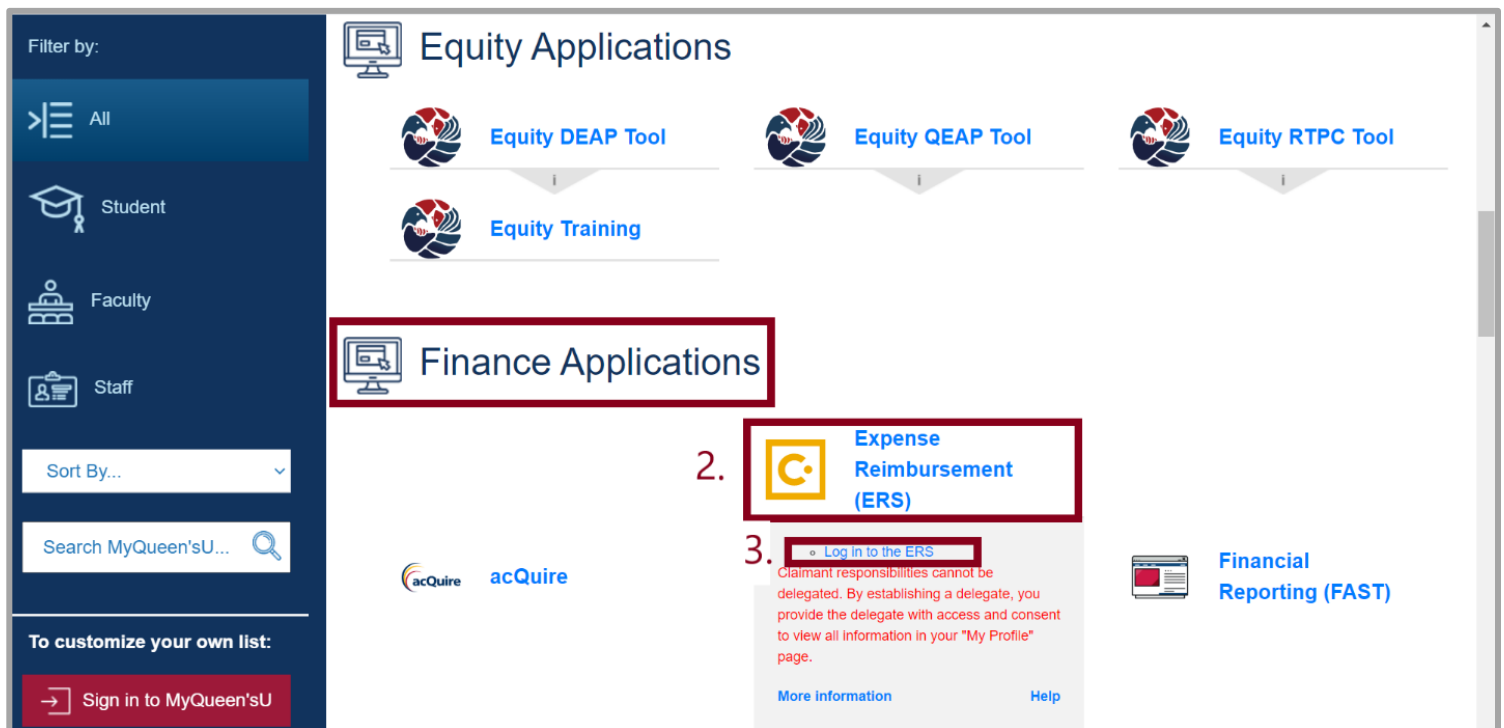 Filter by:
All
Student
Faculty
Staff
Sort By...
Search MyQueen'sU...
To customize your own list:
Sign in to MyQueen'sU
Equity Applications
Equity DEAP Tool
i
Equity QEAP Tool
i
Equity RTPC Tool
i
Equity Training
Finance Applications
acQuire
acQuire
2.
C
Expense
Reimbursement
(ERS)
3.
Log in to the ERS
Claimant responsibilities cannot be
delegated. By establishing a delegate, you
provide the delegate with access and consent
to view all information in your "My Profile"
page.
More information
Help
Financial
Reporting (FAST)